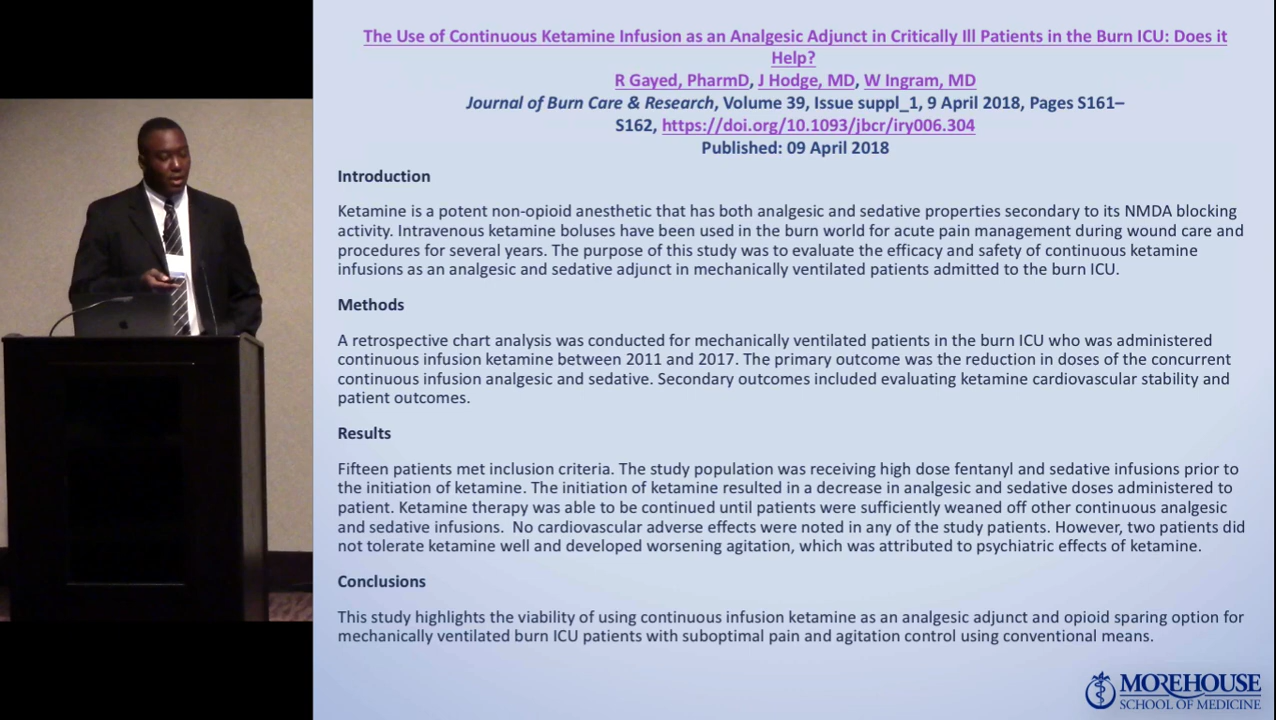 The Use of Continuous Ketamine Infusion as an Analgesic Adjunct in Critically Ill Patients in the Burn ICU: Does it
Help?
R Gayed, PharmD, J Hodge, MD, W Ingram, MD
Journal of Burn Care & Research, Volume 39, Issue suppl_1, 9 April 2018, Pages S161–
S162, https://doi.org/10.1093/jbcr/iry006.304
Published: 09 April 2018
Introduction
Ketamine is a potent non-opioid anesthetic that has both analgesic and sedative properties secondary to its NMDA blocking
activity. Intravenous ketamine boluses have been used in the burn world for acute pain management during wound care and
procedures for several years. The purpose of this study was to evaluate the efficacy and safety of continuous ketamine
infusions as an analgesic and sedative adjunct in mechanically ventilated patients admitted to the burn ICU.
Methods
A retrospective chart analysis was conducted for mechanically ventilated patients in the burn ICU who was administered
continuous infusion ketamine between 2011 and 2017. The primary outcome was the reduction in doses of the concurrent
continuous infusion analgesic and sedative. Secondary outcomes included evaluating ketamine cardiovascular stability and
patient outcomes.
Results
Fifteen patients met inclusion criteria. The study population was receiving high dose fentanyl and sedative infusions prior to
the initiation of ketamine. The initiation of ketamine resulted in a decrease in analgesic and sedative doses administered to
patient. Ketamine therapy was able to be continued until patients were sufficiently weaned off other continuous analgesic
and sedative infusions.  No cardiovascular adverse effects were noted in any of the study patients. However, two patients did
not tolerate ketamine well and developed worsening agitation, which was attributed to psychiatric effects of ketamine.
Conclusions
This study highlights the viability of using continuous infusion ketamine as an analgesic adjunct and opioid sparing option for
mechanically ventilated burn ICU patients with suboptimal pain and agitation control using conventional means.
MOREHOUSE
SCHOOL OF MEDICINE